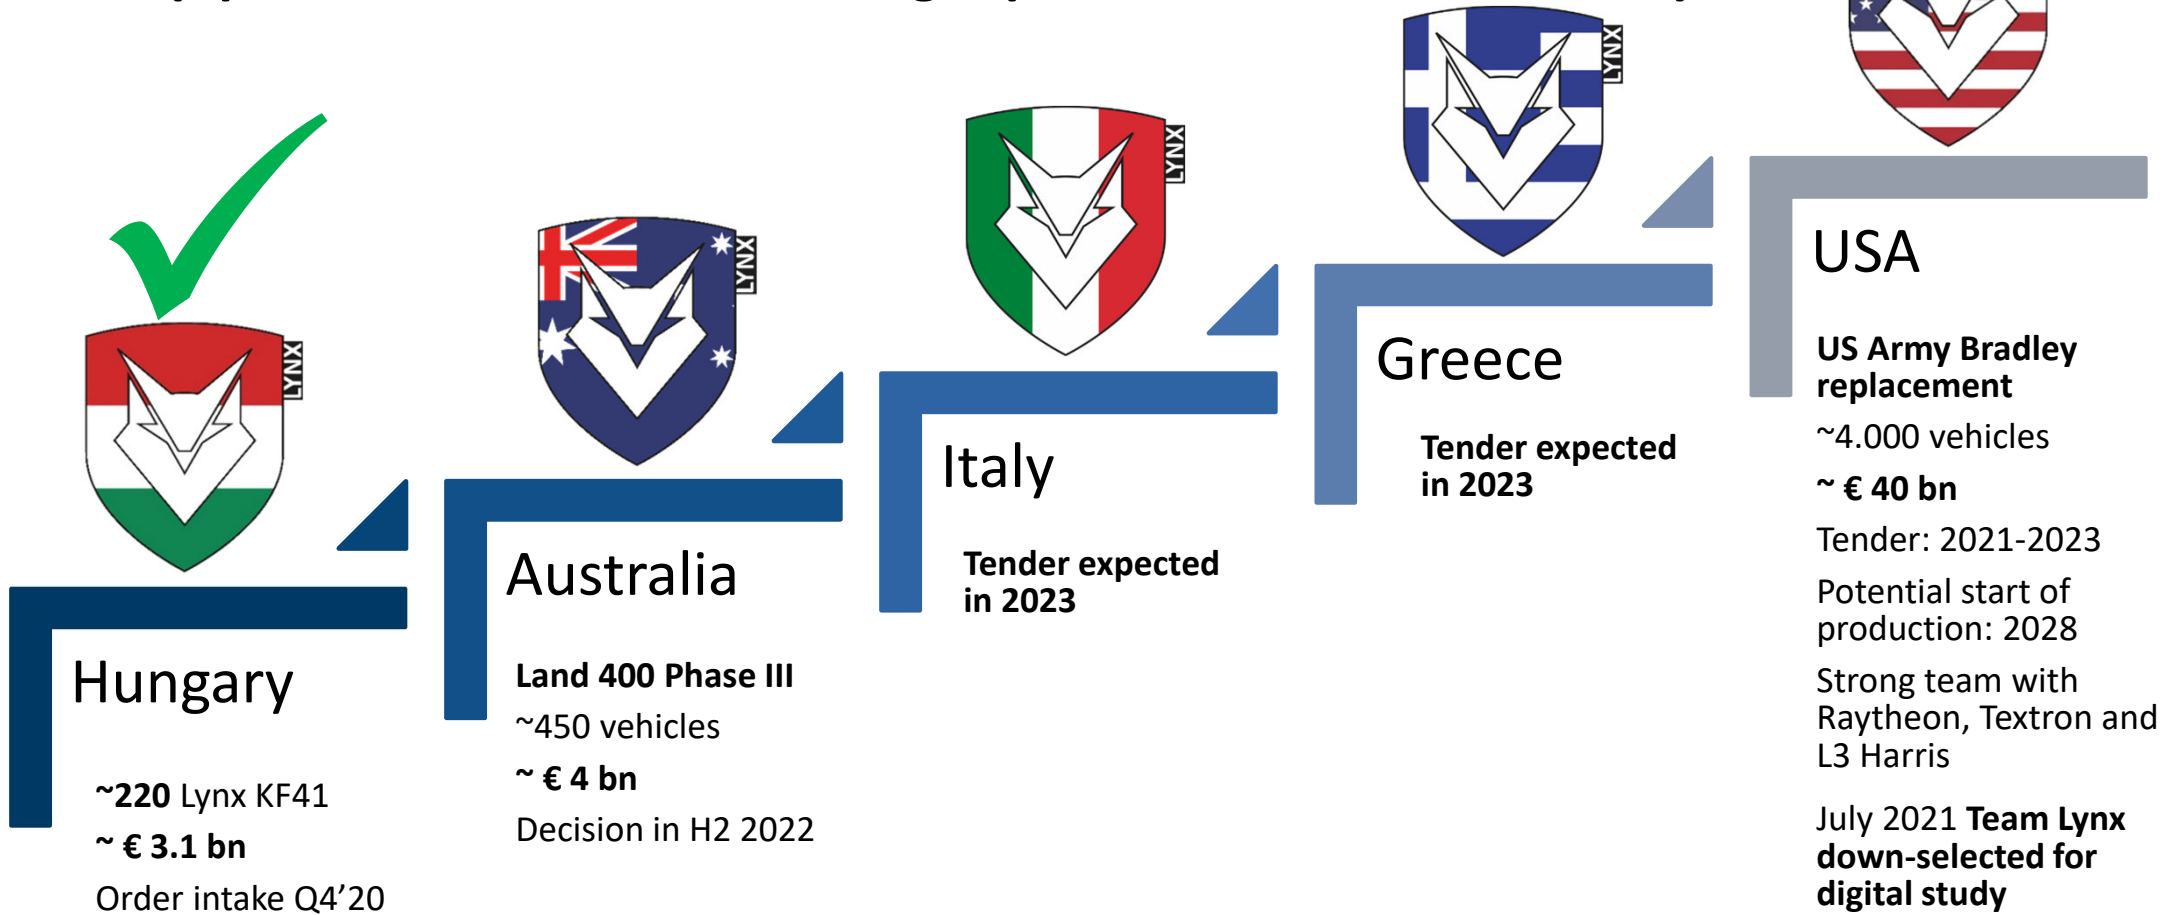 LYNX
Hungary
~220 Lynx KF41
~ € 3.1 bn
Order intake Q4’20
LYNX
Australia
Land 400 Phase III
~450 vehicles
~ € 4 bn
Decision in H2 2022
LYNX
Italy
Tender expected
in 2023
LYNX
Greece
Tender expected
in 2023
USA
US Army Bradley
replacement
~4.000 vehicles
~ € 40 bn
Tender: 2021-2023
Potential start of
production: 2028
Strong team with
Raytheon, Textron and
L3 Harris
July 2021 Team Lynx
down-selected for
digital study